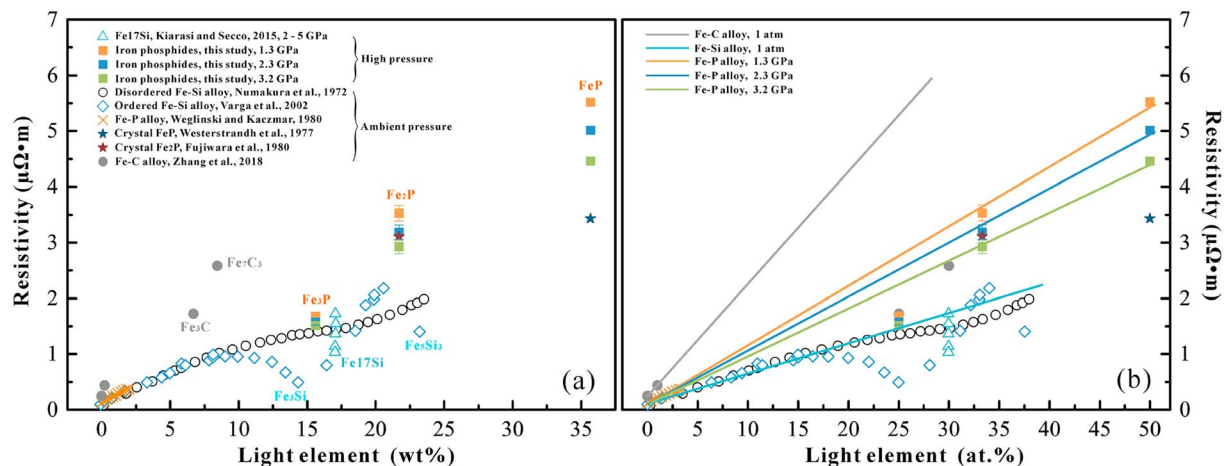 Resistivity (μΩ•m)
7
6
5
4
3
2
1
0
Fe17Si, Kiarasi and Secco, 2015, 2 - 5 GPa
Iron phosphides, this study, 1.3 GPa
Iron phosphides, this study, 2.3 GPa
Iron phosphides, this study, 3.2 GPa
High pressure
Disordered Fe-Si alloy, Numakura et al., 1972
Ordered Fe-Si alloy, Varga et al., 2002
Fe-P alloy, Weglinski and Kaczmar, 1980
Crystal FeP, Westerstrandh et al., 1977
Crystal Fe₂P, Fujiwara et al., 1980
Fe-C alloy, Zhang et al., 2018
Ambient pressure
FeP
Fe₂P
Fe₇C₃
Fe₃P
Fe₃C
Fe17Si
Fe₅Si₃
Fe₃Si
(a)
0 5 10 15 20 25 30 35
Light element (wt%)
Fe-C alloy, 1 atm
Fe-Si alloy, 1 atm
Fe-P alloy, 1.3 GPa
Fe-P alloy, 2.3 GPa
Fe-P alloy, 3.2 GPa
(b)
0 5 10 15 20 25 30 35 40 45 50
Light element (at.%)
7
6
5
4
3
2
1
0
Resistivity (μΩ•m)